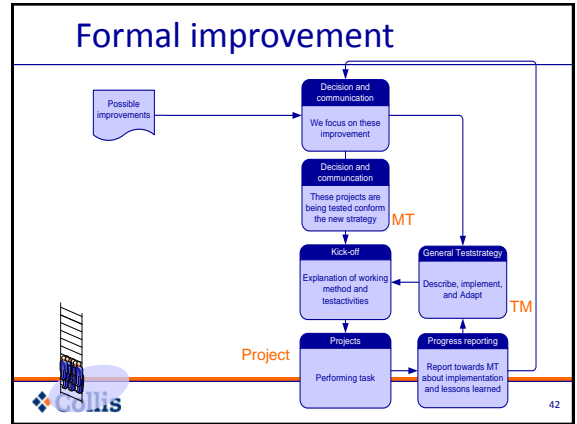 Formal improvement
Possible
improvements
Decision and
communication
We focus on these
improvement
Decision and
communcation
These projects are
being tested conform
the new strategy
MT
Kick-off
Explanation of working
method and
testactivities
General Teststrategy
Describe, implement,
and Adapt
TM
Project
Projects
Performing task
Progress reporting
Report towards MT
about implementation
and lessons learned
Collis
42